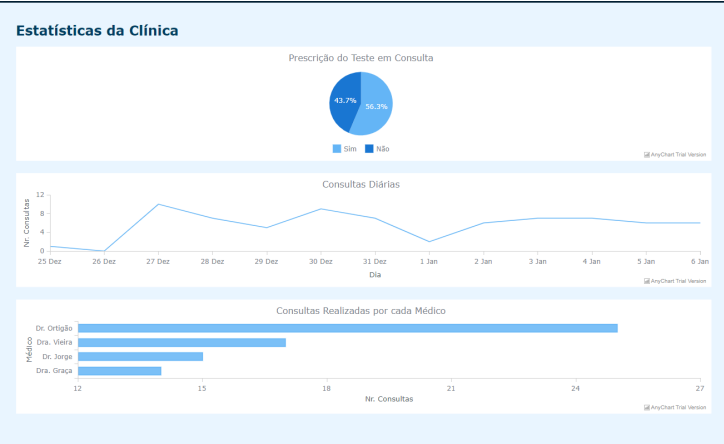 Estatísticas da Clínica
Prescrição do Teste em Consulta
43.7%
56.3%
Sim Não
AnyChart Trial Version
Consultas Diárias
Nr. Consultas
12
8
4
0
25 Dez 26 Dez 27 Dez 28 Dez 29 Dez 30 Dez 31 Dez 1 Jan 2 Jan 3 Jan 4 Jan 5 Jan 6 Jan
Dia
AnyChart Trial Version
Consultas Realizadas por cada Médico
Médico
Dr. Ortigão
Dra. Vieira
Dr. Jorge
Dra. Graça
12 15 18 21 24 27
Nr. Consultas
AnyChart Trial Version